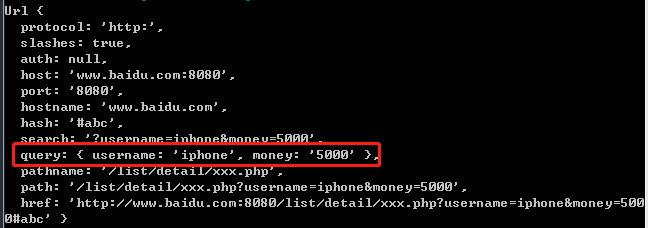 Url {
  protocol: 'http:',
  slashes: true,
  auth: null,
  host: 'www.baidu.com:8080',
  port: '8080',
  hostname: 'www.baidu.com',
  hash: '#abc',
  search: '?username=iphone&money=5000',
  query: { username: 'iphone', money: '5000' },
  pathname: '/list/detail/xxx.php',
  path: '/list/detail/xxx.php?username=iphone&money=5000',
  href: 'http://www.baidu.com:8080/list/detail/xxx.php?username=iphone&money=500
0#abc' }